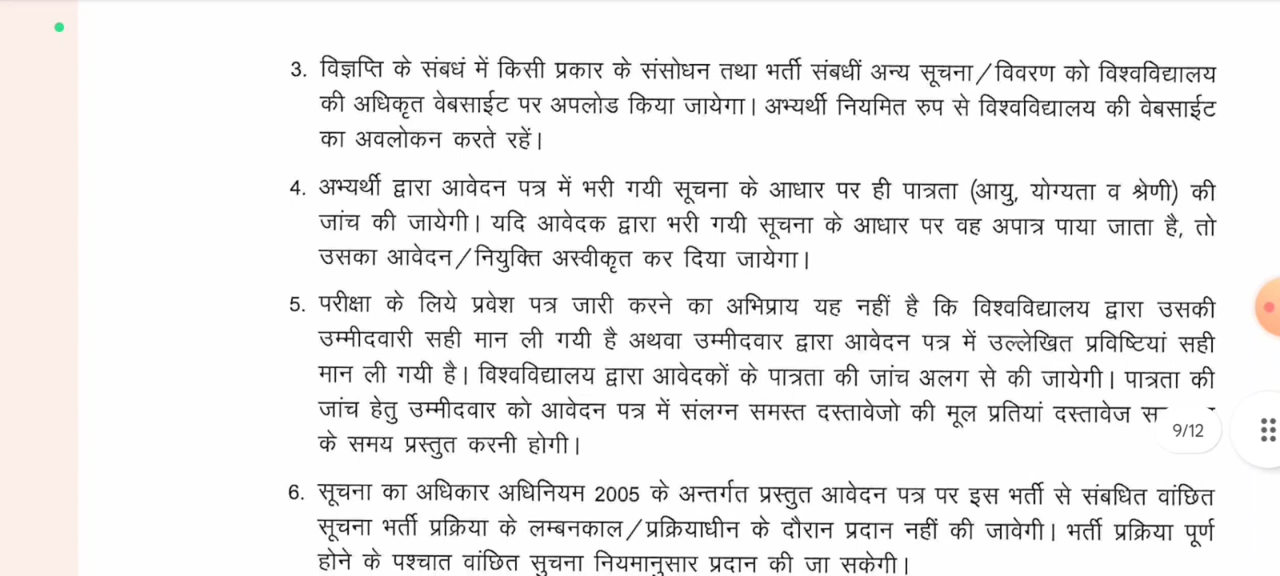 3. विज्ञप्ति के संबधं में किसी प्रकार के संसोधन तथा भर्ती संबधीं अन्य सूचना/विवरण को विश्वविद्यालय
की अधिकृत वेबसाईट पर अपलोड किया जायेगा। अभ्यर्थी नियमित रुप से विश्वविद्यालय की वेबसाईट
का अवलोकन करते रहें।
4. अभ्यर्थी द्वारा आवेदन पत्र में भरी गयी सूचना के आधार पर ही पात्रता (आयु, योग्यता व श्रेणी) की
जांच की जायेगी। यदि आवेदक द्वारा भरी गयी सूचना के आधार पर वह अपात्र पाया जाता है, तो
उसका आवेदन/नियुक्ति अस्वीकृत कर दिया जायेगा।
5. परीक्षा के लिये प्रवेश पत्र जारी करने का अभिप्राय यह नहीं है कि विश्वविद्यालय द्वारा उसकी
उम्मीदवारी सही मान ली गयी है अथवा उम्मीदवार द्वारा आवेदन पत्र में उल्लेखित प्रविष्टियां सही
मान ली गयी है। विश्वविद्यालय द्वारा आवेदकों के पात्रता की जांच अलग से की जायेगी। पात्रता की
जांच हेतु उम्मीदवार को आवेदन पत्र में संलग्न समस्त दस्तावेजो की मूल प्रतियां दस्तावेज
9/12
के समय प्रस्तुत करनी होगी।
6. सूचना का अधिकार अधिनियम 2005 के अन्तर्गत प्रस्तुत आवेदन पत्र पर इस भर्ती से संबधित वांछित
सूचना भर्ती प्रक्रिया के लम्बनकाल/प्रक्रियाधीन के दौरान प्रदान नहीं की जावेगी। भर्ती प्रक्रिया पूर्ण
होने के पश्चात वांछित सुचना नियमानुसार प्रदान की जा सकेगी।